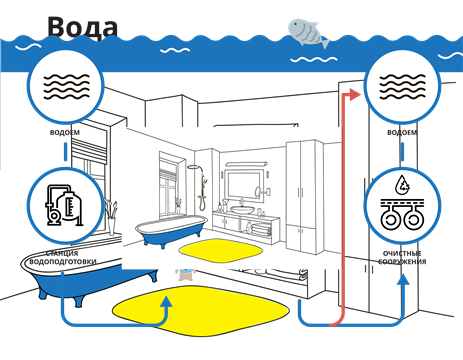 Вода
ВОДОЕМ
ВОДОЕМ
СТАНЦИЯ
ВОДОПОДГОТОВКИ
ОЧИСТНЫЕ
СООРУЖЕНИЯ